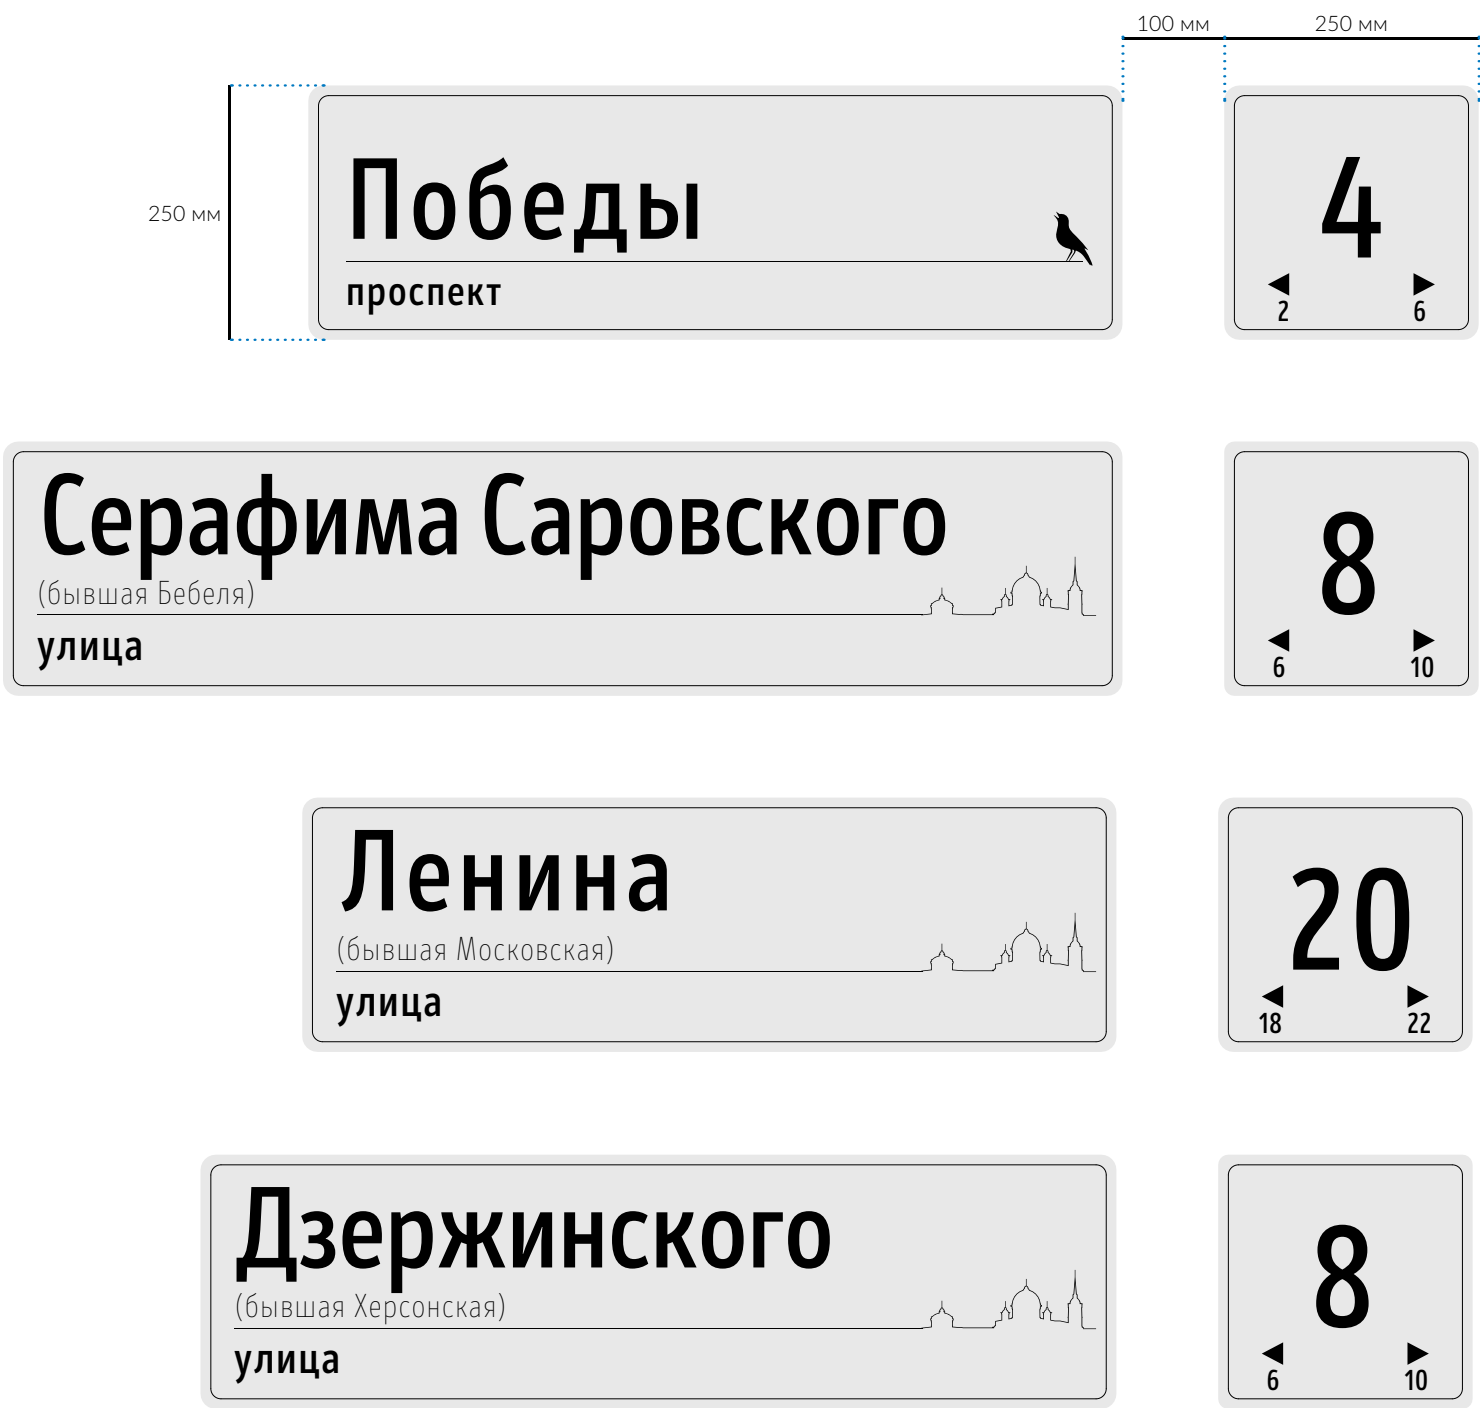 100 мм
250 мм
250 мм
Победы
проспект
4
◀ ▶
2 6
Серафима Саровского
(бывшая Бебеля)
улица
8
◀ ▶
6 10
Ленина
(бывшая Московская)
улица
20
◀ ▶
18 22
Дзержинского
(бывшая Херсонская)
улица
8
◀ ▶
6 10